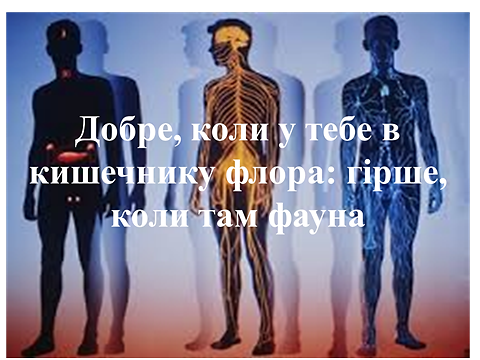 Добре, коли у тебе в
кишечнику флора: гірше,
коли там фауна